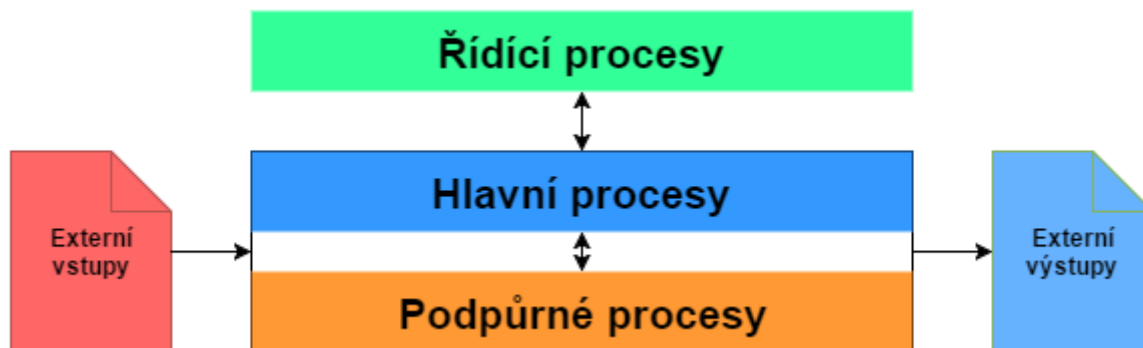 Řídící procesy
Hlavní procesy
Externí
vstupy
Externí
výstupy
Podpůrné procesy